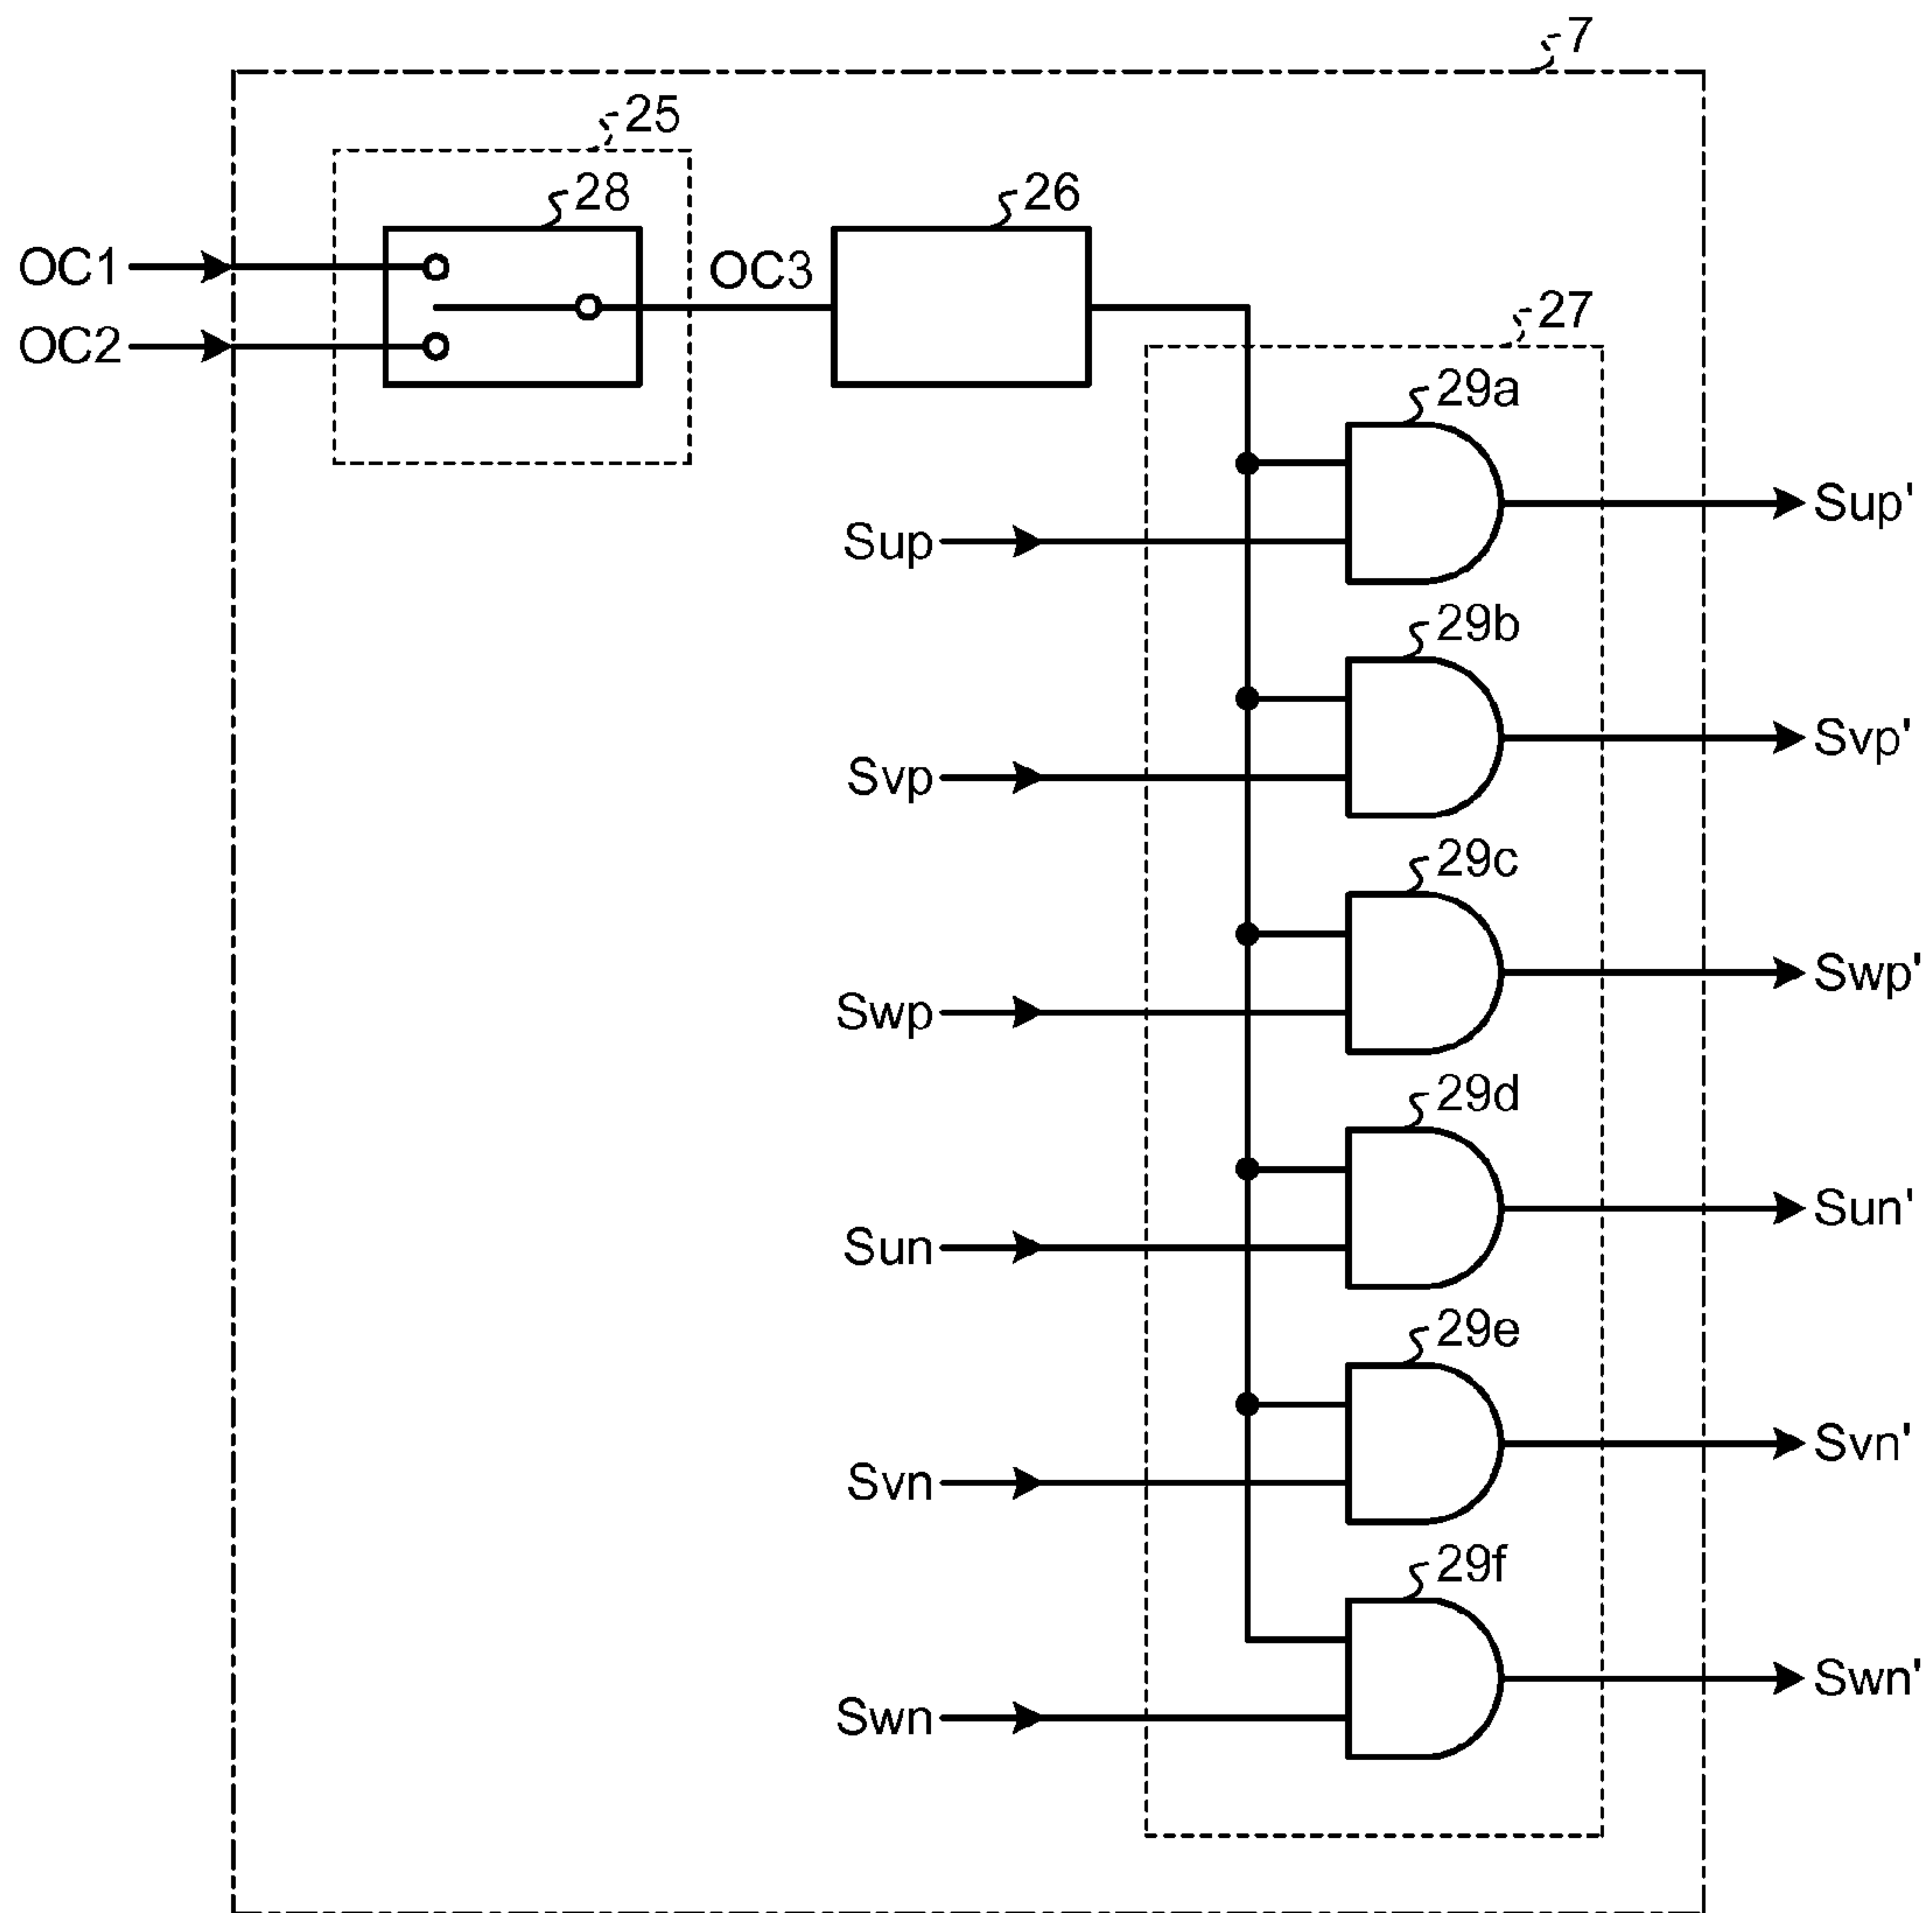 7
25
28
26
OC1
OC3
OC2
27
29a
Sup
Sup'
29b
Svp
Svp'
29c
Swp
Swp'
29d
Sun
Sun'
29e
Svn
Svn'
29f
Swn
Swn'